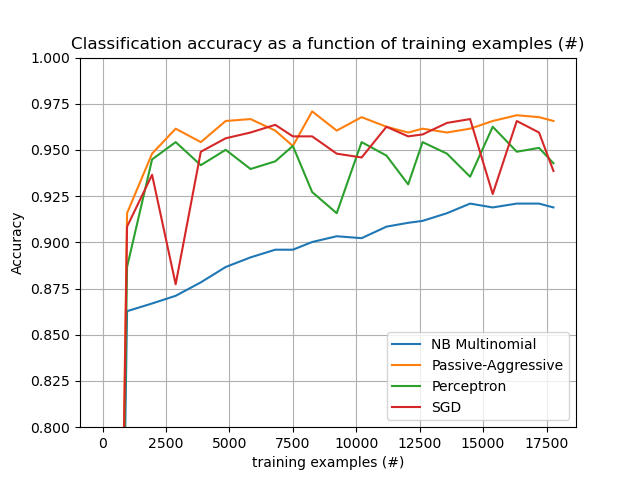 Classification accuracy as a function of training examples (#)
1.000
0.975
0.950
0.925
0.900
0.875
0.850
0.825
0.800
Accuracy
NB Multinomial
Passive-Aggressive
Perceptron
SGD
0 2500 5000 7500 10000 12500 15000 17500
training examples (#)